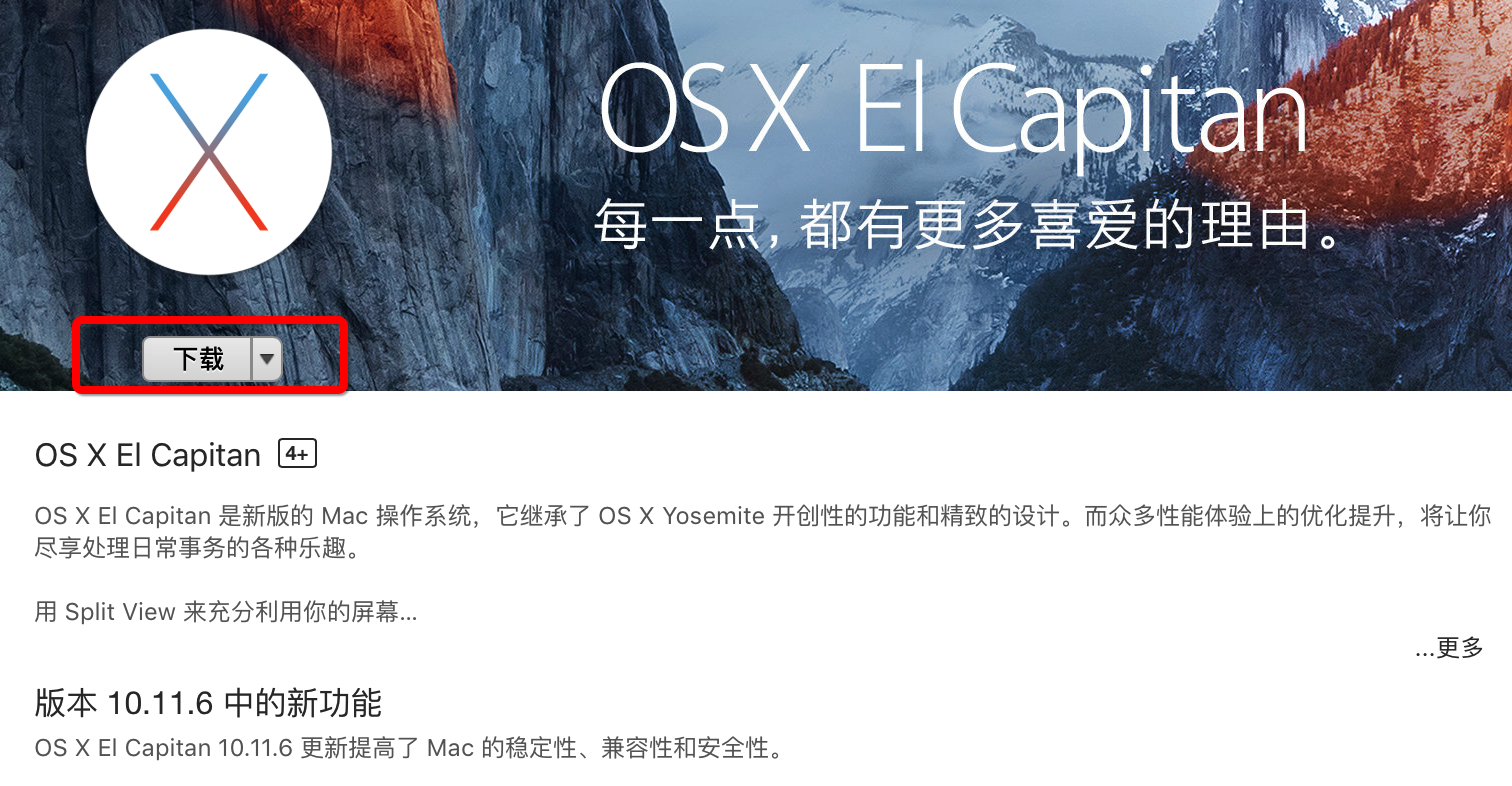 OS X El Capitan
每一点，都有更多喜爱的理由。
下载
OS X El Capitan 4+
OS X El Capitan 是新版的 Mac 操作系统，它继承了 OS X Yosemite 开创性的功能和精致的设计。而众多性能体验上的优化提升，将让你
尽享处理日常事务的各种乐趣。
用 Split View 来充分利用你的屏幕...
...更多
版本 10.11.6 中的新功能
OS X El Capitan 10.11.6 更新提高了 Mac 的稳定性、兼容性和安全性。